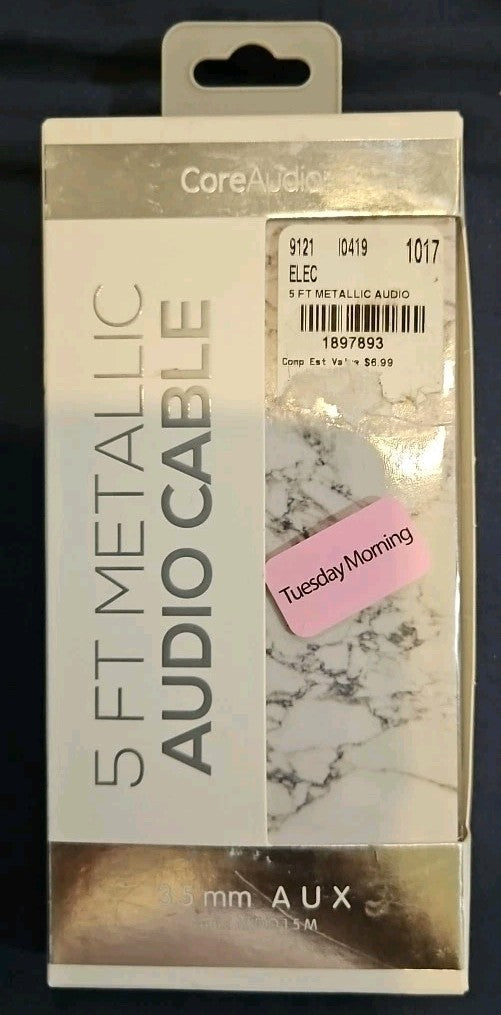 CoreAudio
9121 I0419 1017
ELEC
5 FT METALLIC AUDIO
1897893
Comp Est Value $6.99
5 FT METALLIC
AUDIO CABLE
Tuesday Morning
3.5 mm AUX